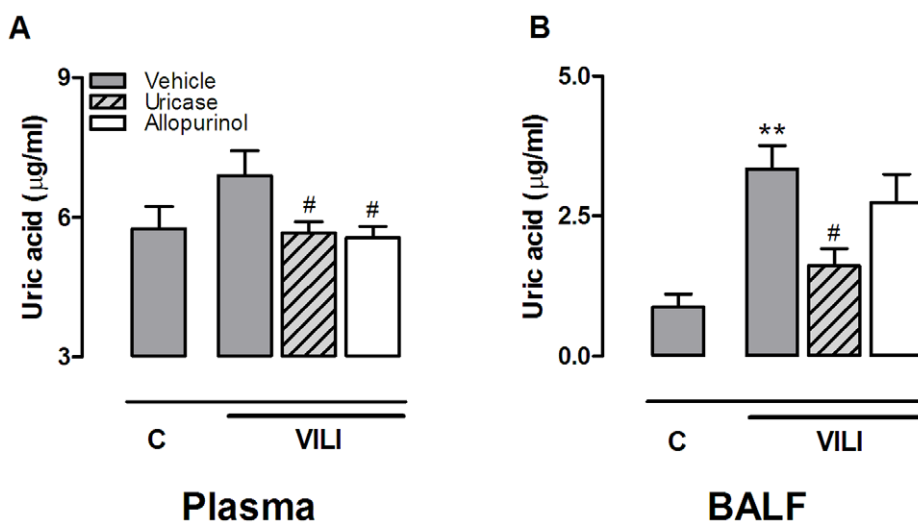 A
Uric acid (µg/ml)
9
6
3
Vehicle
Uricase
Allopurinol
# #
C VILI
Plasma
B
Uric acid (µg/ml)
5.0
2.5
0.0
**
#
C VILI
BALF